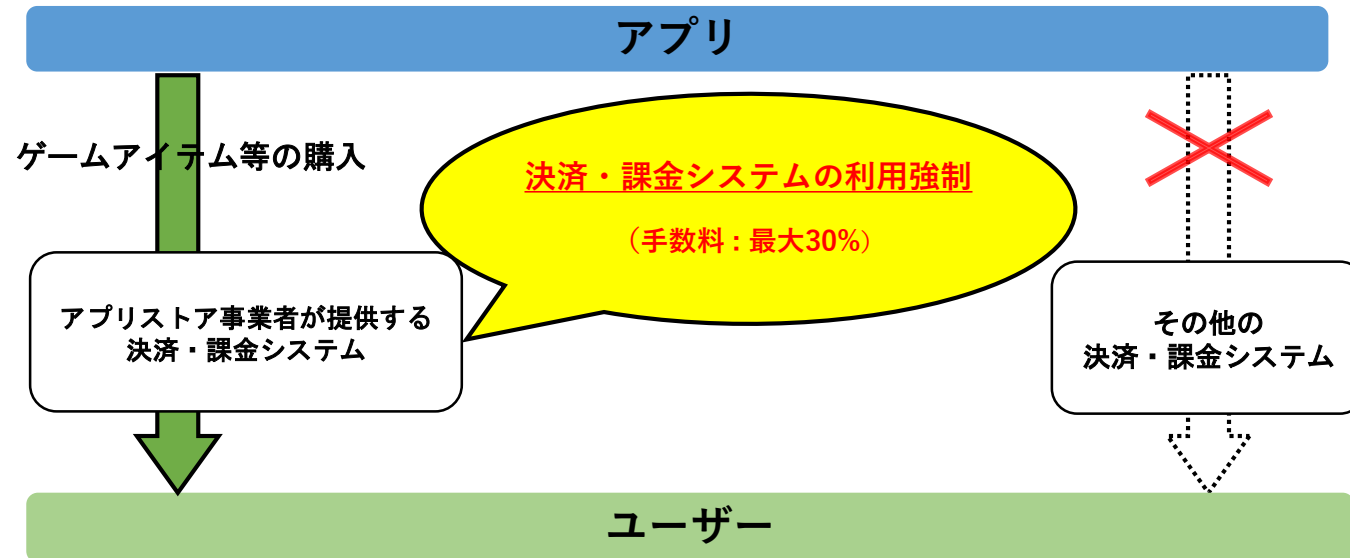 アプリ
ゲームアイテム等の購入
決済・課金システムの利用強制
（手数料：最大30%）
アプリストア事業者が提供する
決済・課金システム
その他の
決済・課金システム
ユーザー